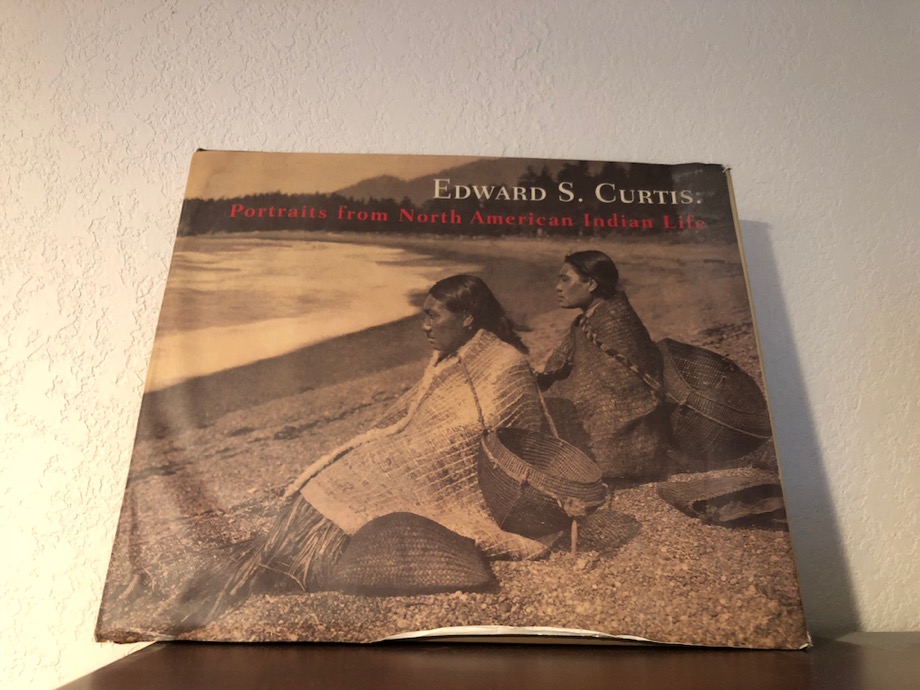 EDWARD S. CURTIS:
Portraits from North American Indian Life